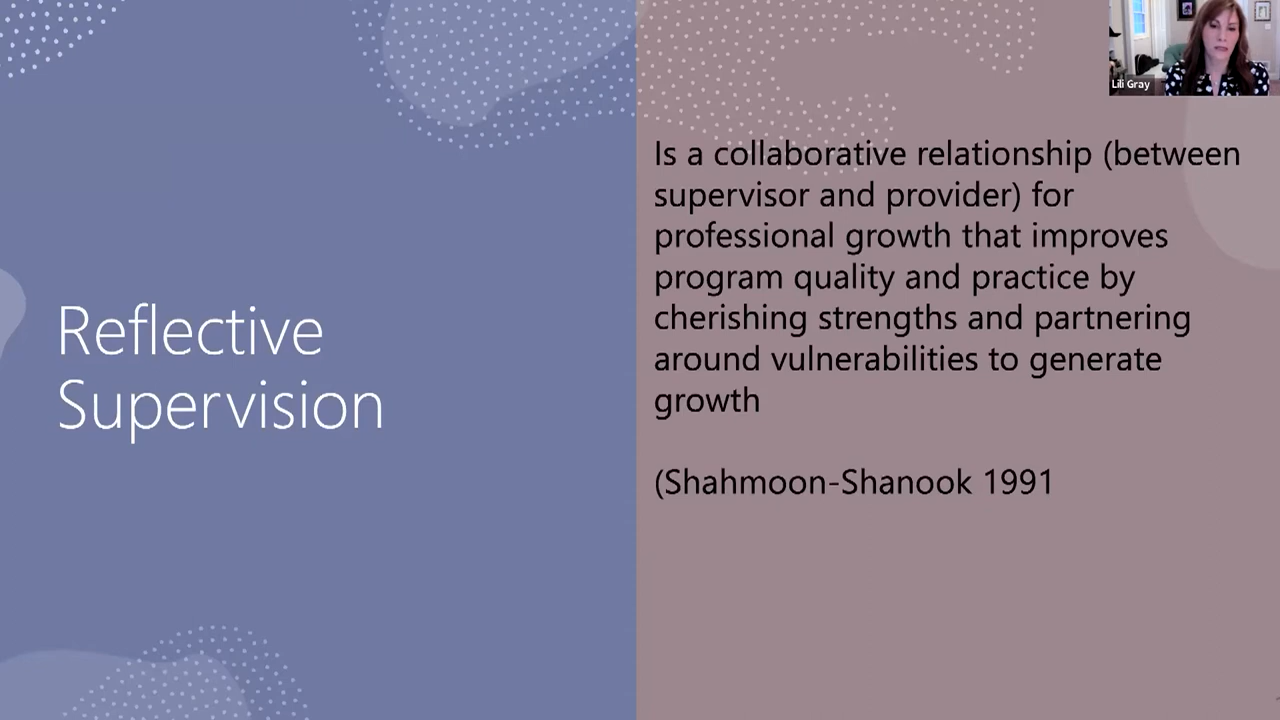 Lili Gray
Reflective
Supervision
Is a collaborative relationship (between
supervisor and provider) for
professional growth that improves
program quality and practice by
cherishing strengths and partnering
around vulnerabilities to generate
growth
(Shahmoon-Shanook 1991